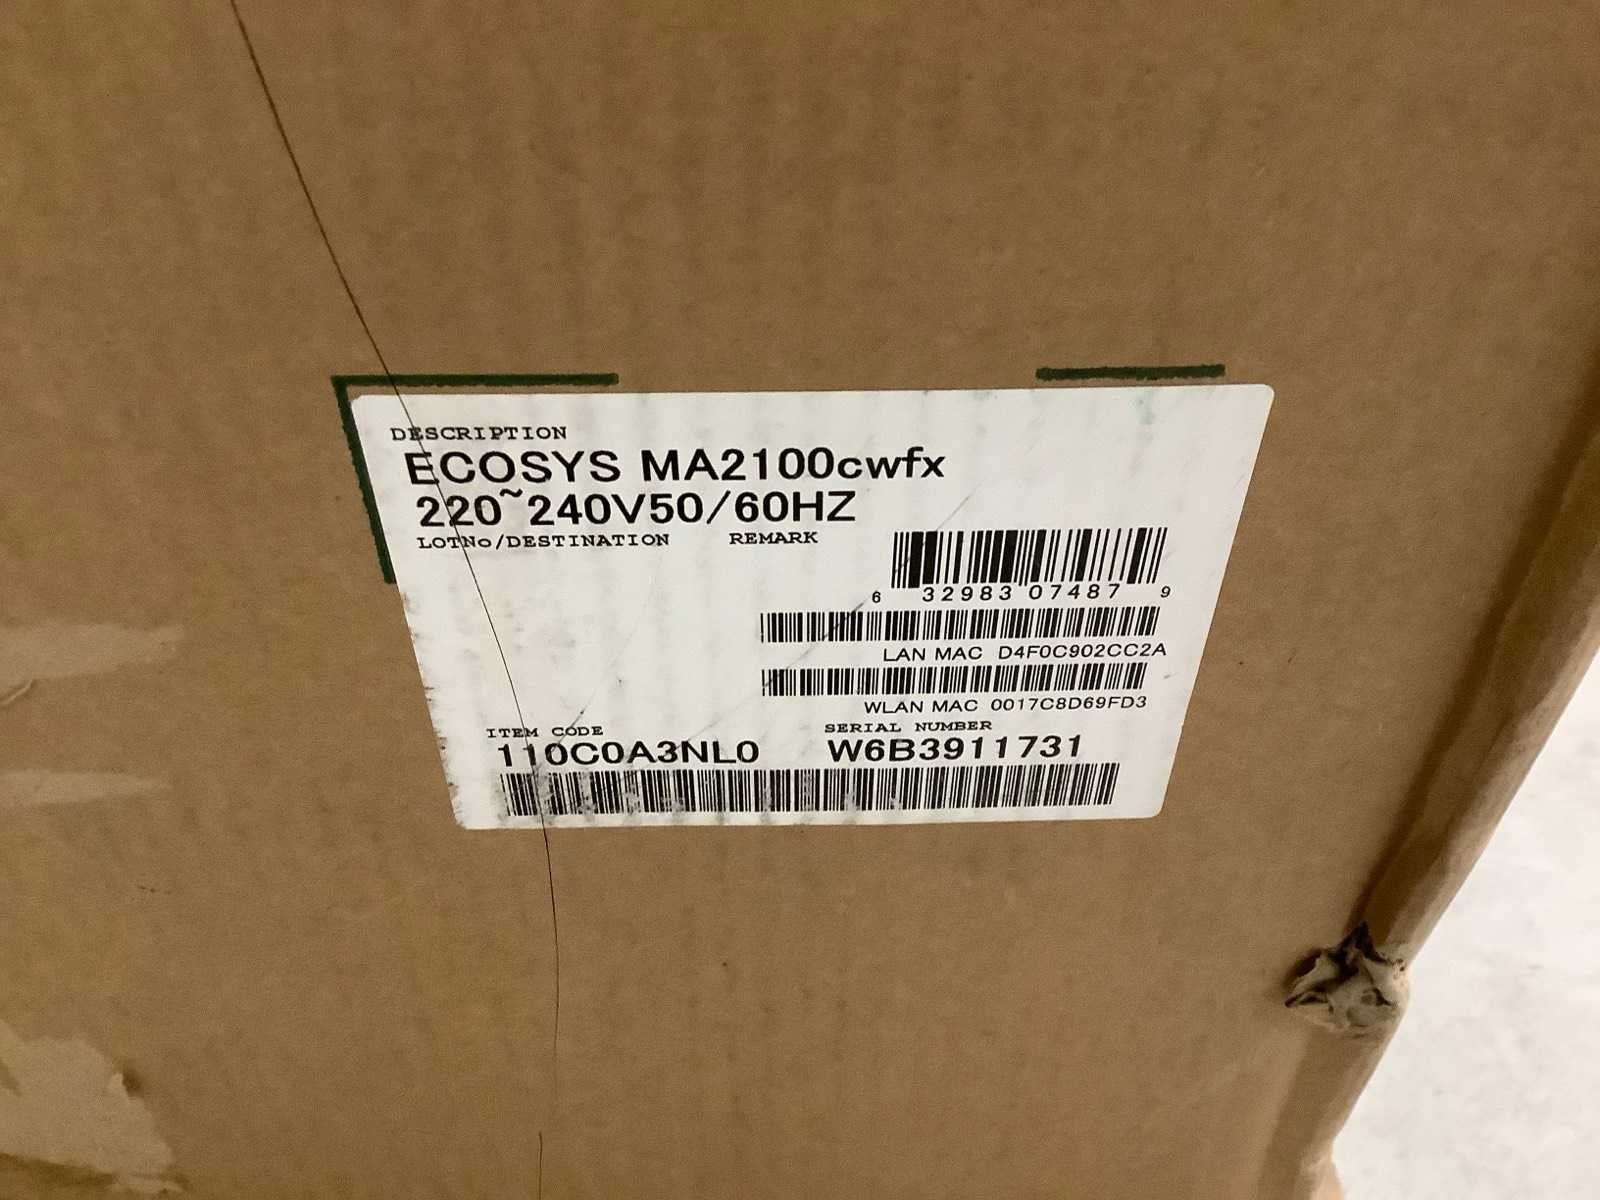 DESCRIPTION
ECOSYS MA2100cwfx
220~240V50/60HZ
LOTNo/DESTINATION REMARK
6 32983 07487 9
LAN MAC D4F0C902CC2A
WLAN MAC 0017C8D69FD3
ITEM CODE SERIAL NUMBER
110C0A3NL0 W6B3911731